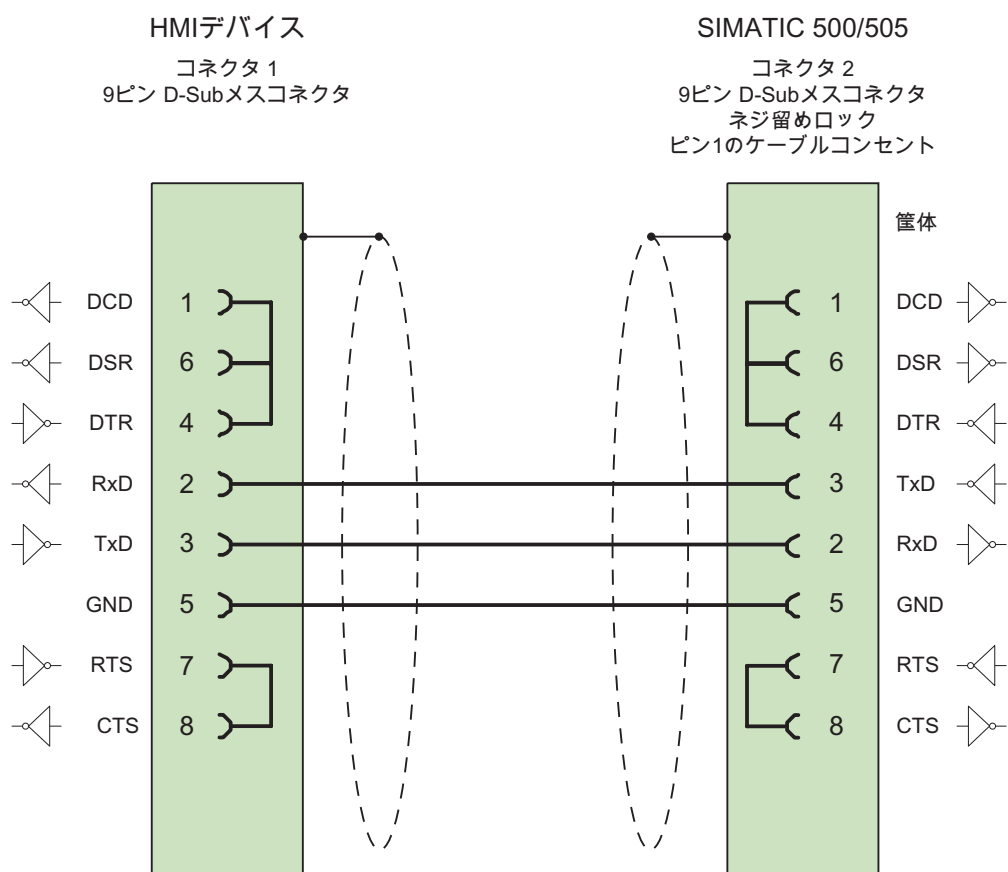 HMIデバイス
コネクタ 1
9ピン D-Subメスコネクタ
SIMATIC 500/505
コネクタ 2
9ピン D-Subメスコネクタ
ネジ留めロック
ピン1のケーブルコンセント
筐体
DCD 1 1 DCD
DSR 6 6 DSR
DTR 4 4 DTR
RxD 2 3 TxD
TxD 3 2 RxD
GND 5 5 GND
RTS 7 7 RTS
CTS 8 8 CTS